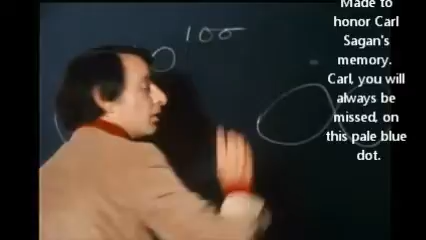 100
Made to
honor Carl
Sagan's
memory.
Carl, you will
always be
missed, on
this pale blue
dot.